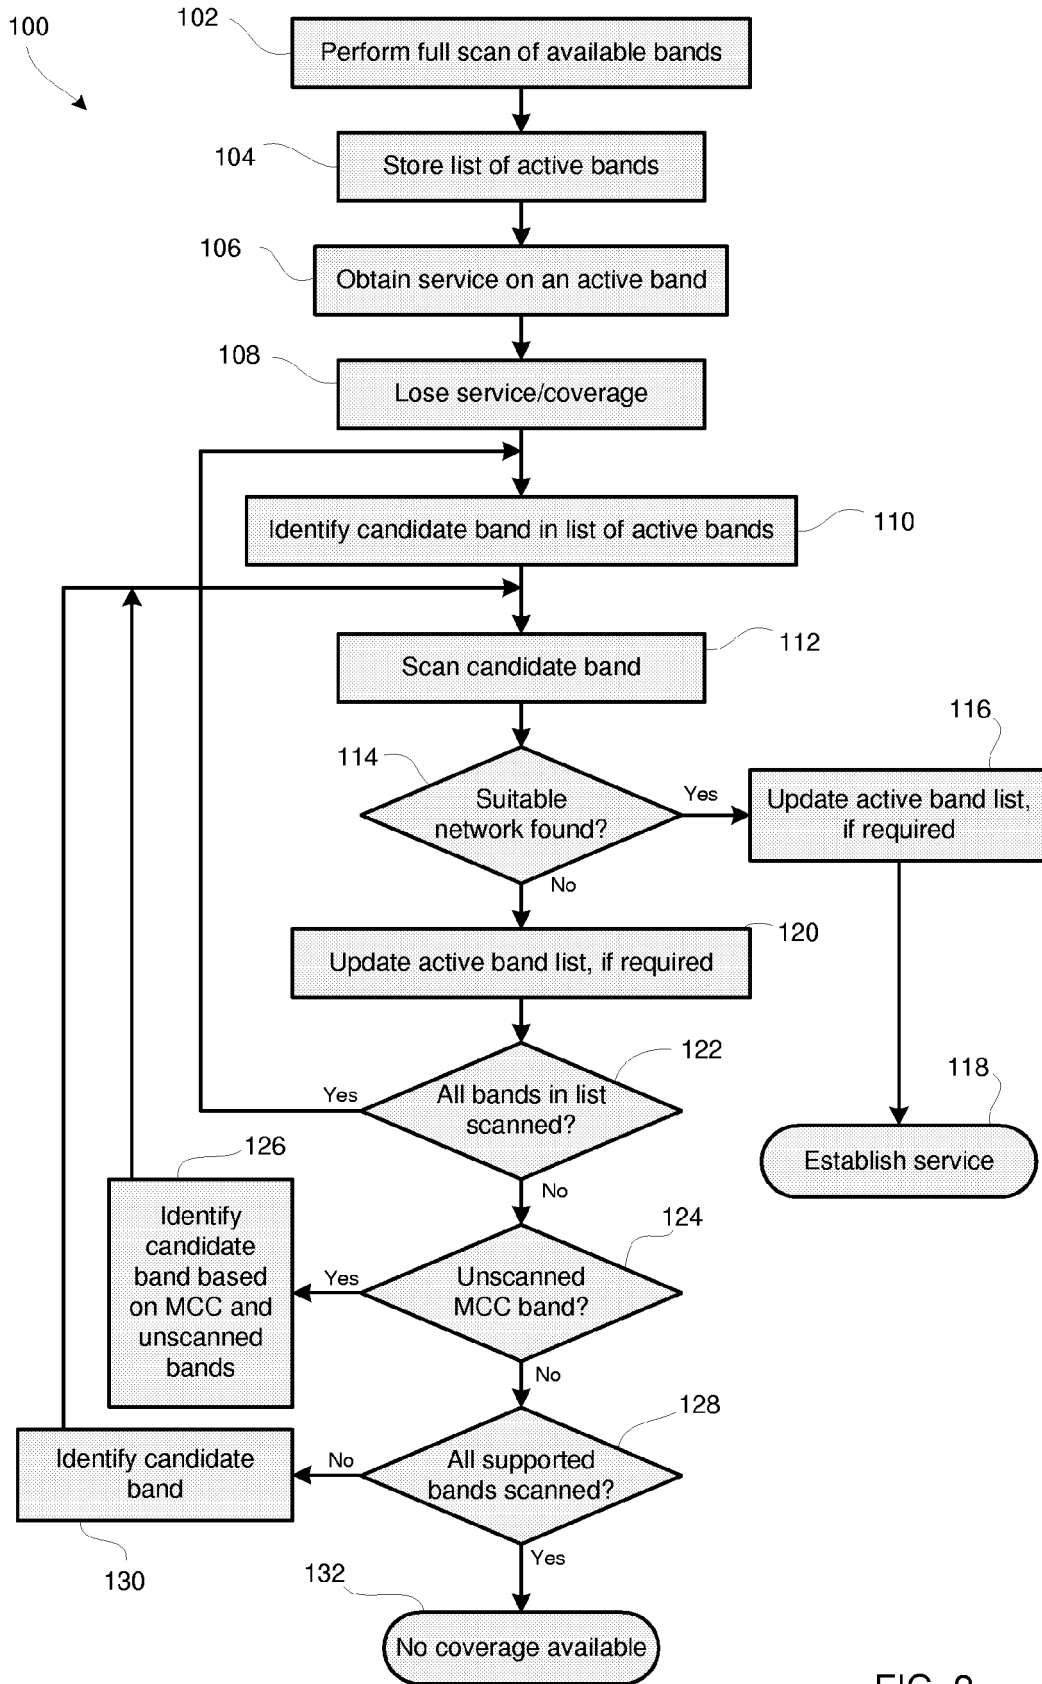 100
102
Perform full scan of available bands
104
Store list of active bands
106
Obtain service on an active band
108
Lose service/coverage
Identify candidate band in list of active bands
110
Scan candidate band
112
114
Suitable
network found?
Yes
No
116
Update active band list,
if required
Update active band list, if required
120
118
Establish service
122
All bands in list
scanned?
Yes
No
126
Identify
candidate
band based
on MCC and
unscanned
bands
124
Unscanned
MCC band?
Yes
No
128
All supported
bands scanned?
No
Yes
Identify candidate
band
130
132
No coverage available